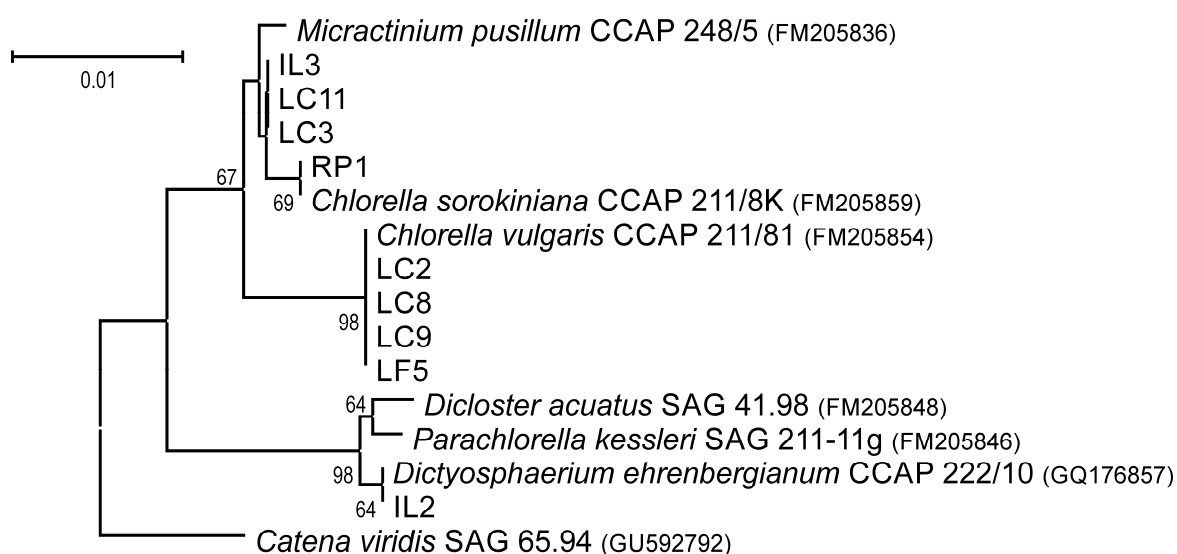 Micractinium pusillum CCAP 248/5 (FM205836)
0.01
IL3
LC11
LC3
67
RP1
69
Chlorella sorokiniana CCAP 211/8K (FM205859)
Chlorella vulgaris CCAP 211/81 (FM205854)
LC2
LC8
98
LC9
LF5
64
Dicloster acuatus SAG 41.98 (FM205848)
Parachlorella kessleri SAG 211-11g (FM205846)
98
Dictyosphaerium ehrenbergianum CCAP 222/10 (GQ176857)
64
IL2
Catena viridis SAG 65.94 (GU592792)